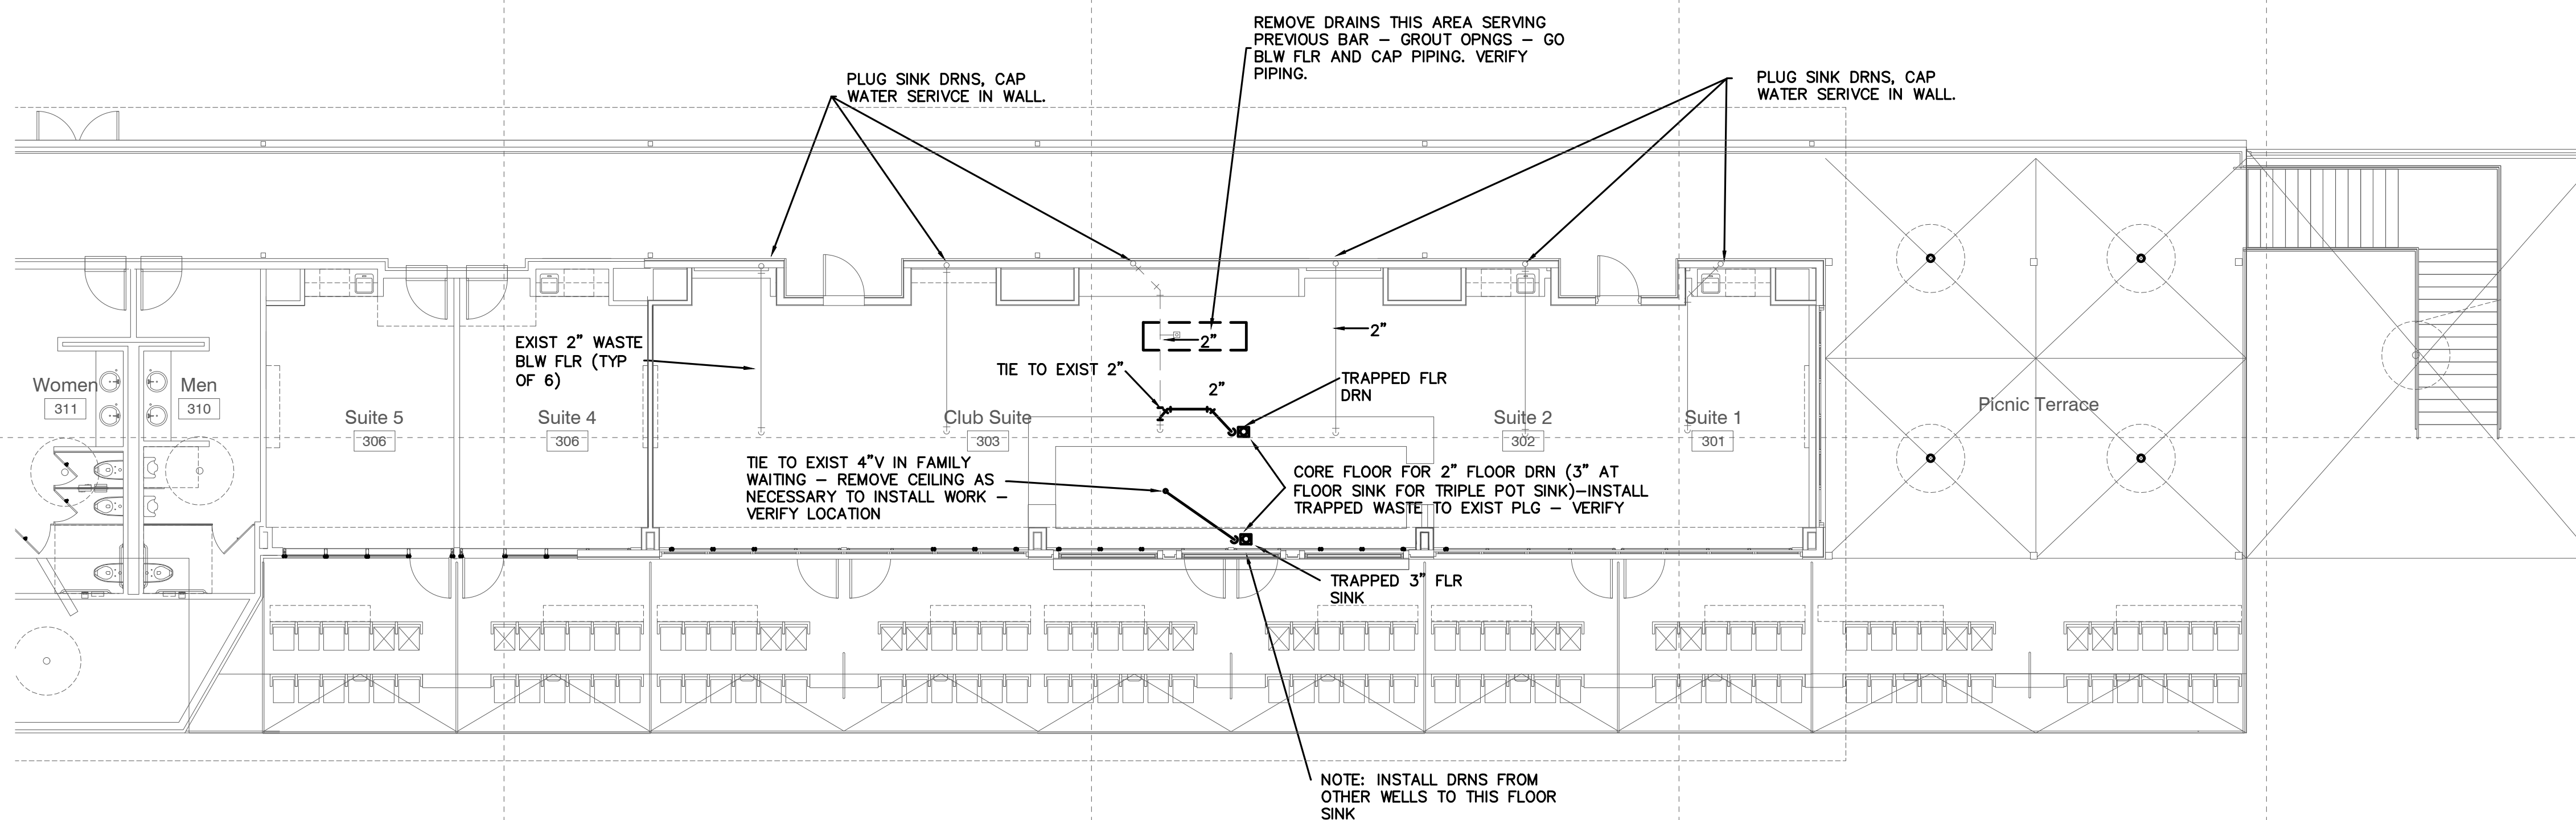 REMOVE DRAINS THIS AREA SERVING
PREVIOUS BAR – GROUT OPNGS – GO
BLW FLR AND CAP PIPING. VERIFY
PIPING.
PLUG SINK DRNS, CAP
WATER SERIVCE IN WALL.
PLUG SINK DRNS, CAP
WATER SERIVCE IN WALL.
EXIST 2" WASTE
BLW FLR (TYP
OF 6)
2"
2"
TIE TO EXIST 2"
2"
TRAPPED FLR
DRN
Women
311
Men
310
Suite 5
306
Suite 4
306
Club Suite
303
Suite 2
302
Suite 1
301
Picnic Terrace
TIE TO EXIST 4"V IN FAMILY
WAITING – REMOVE CEILING AS
NECESSARY TO INSTALL WORK –
VERIFY LOCATION
CORE FLOOR FOR 2" FLOOR DRN (3" AT
FLOOR SINK FOR TRIPLE POT SINK)–INSTALL
TRAPPED WASTE TO EXIST PLG – VERIFY
TRAPPED 3" FLR
SINK
NOTE: INSTALL DRNS FROM
OTHER WELLS TO THIS FLOOR
SINK